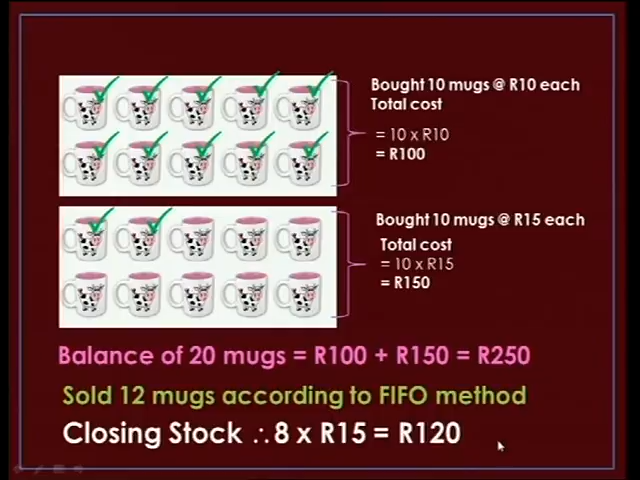 Bought 10 mugs @ R10 each
Total cost
= 10 x R10
= R100
Bought 10 mugs @ R15 each
Total cost
= 10 x R15
= R150
Balance of 20 mugs = R100 + R150 = R250
Sold 12 mugs according to FIFO method
Closing Stock ∴ 8 x R15 = R120